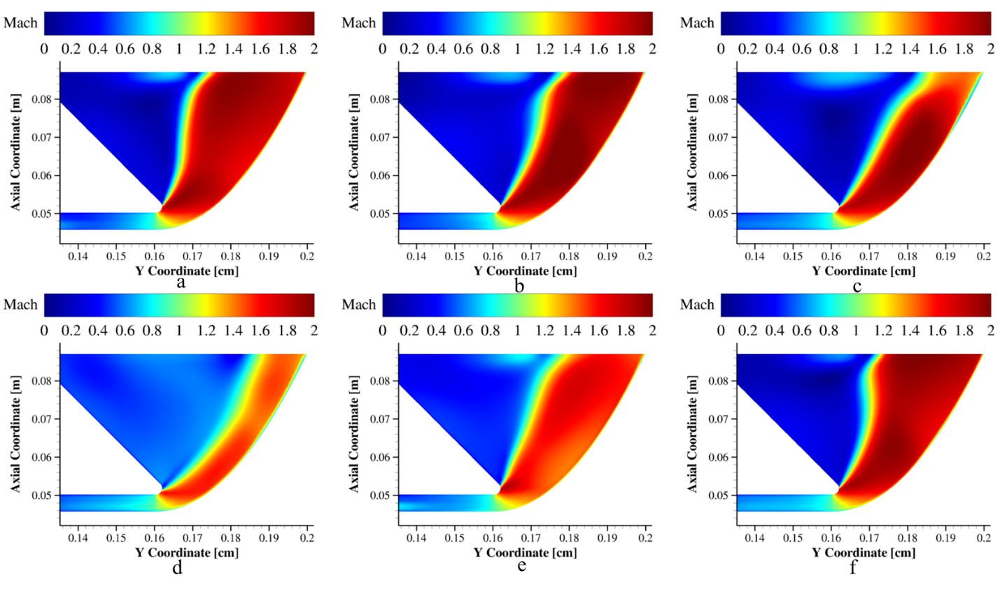 Mach
0 0.2 0.4 0.6 0.8 1 1.2 1.4 1.6 1.8 2
Axial Coordinate [m]
0.08
0.07
0.06
0.05
0.14 0.15 0.16 0.17 0.18 0.19 0.2
Y Coordinate [cm]
a
Mach
0 0.2 0.4 0.6 0.8 1 1.2 1.4 1.6 1.8 2
Axial Coordinate [m]
0.08
0.07
0.06
0.05
0.14 0.15 0.16 0.17 0.18 0.19 0.2
Y Coordinate [cm]
b
Mach
0 0.2 0.4 0.6 0.8 1 1.2 1.4 1.6 1.8 2
Axial Coordinate [m]
0.08
0.07
0.06
0.05
0.14 0.15 0.16 0.17 0.18 0.19 0.2
Y Coordinate [cm]
c
Mach
0 0.2 0.4 0.6 0.8 1 1.2 1.4 1.6 1.8 2
Axial Coordinate [m]
0.08
0.07
0.06
0.05
0.14 0.15 0.16 0.17 0.18 0.19 0.2
Y Coordinate [cm]
d
Mach
0 0.2 0.4 0.6 0.8 1 1.2 1.4 1.6 1.8 2
Axial Coordinate [m]
0.08
0.07
0.06
0.05
0.14 0.15 0.16 0.17 0.18 0.19 0.2
Y Coordinate [cm]
e
Mach
0 0.2 0.4 0.6 0.8 1 1.2 1.4 1.6 1.8 2
Axial Coordinate [m]
0.08
0.07
0.06
0.05
0.14 0.15 0.16 0.17 0.18 0.19 0.2
Y Coordinate [cm]
f